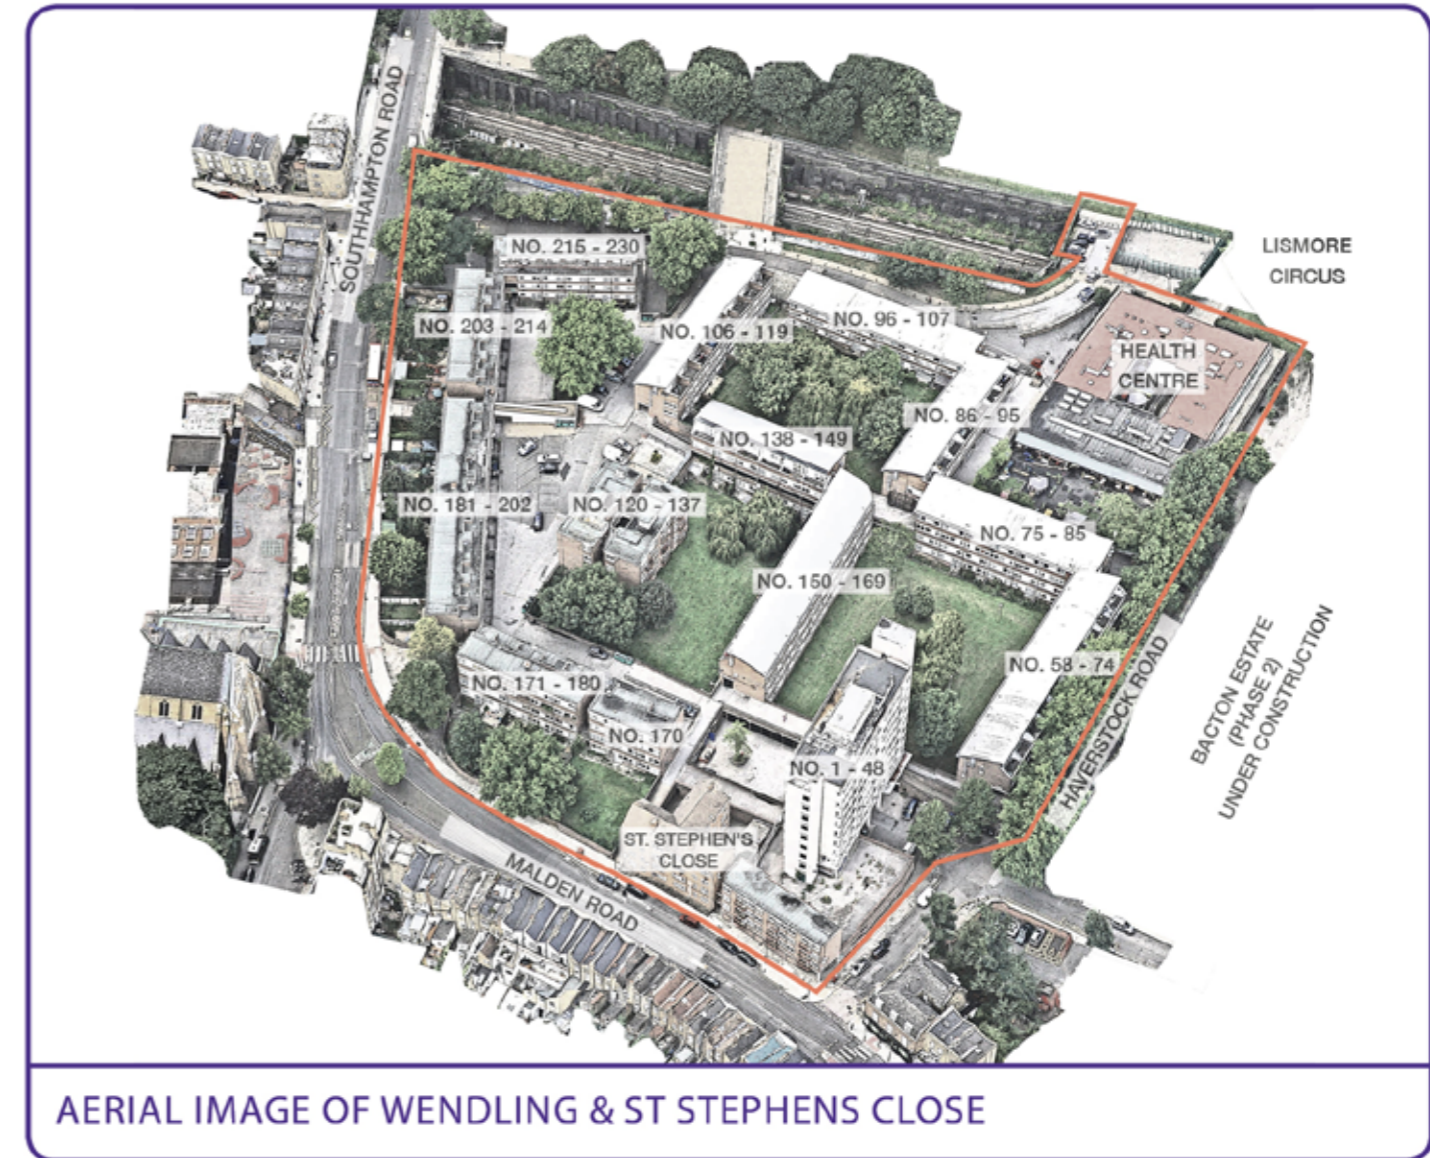 SOUTHHAMPTON ROAD
LISMORE
CIRCUS
NO. 215 - 230
NO. 203 - 214
NO. 106 - 119
NO. 96 - 107
HEALTH
CENTRE
NO. 86 - 95
NO. 138 - 149
NO. 181 - 202
NO. 120 - 137
NO. 75 - 85
NO. 150 - 169
NO. 58 - 74
HAVERSTOCK ROAD
BACTON ESTATE
(PHASE 2)
UNDER CONSTRUCTION
NO. 171 - 180
NO. 170
NO. 1 - 48
ST. STEPHEN'S
CLOSE
MALDEN ROAD
AERIAL IMAGE OF WENDLING & ST STEPHENS CLOSE